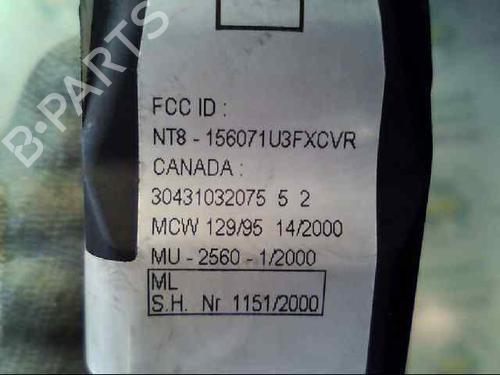 B-PARTS
FCC ID :
NT8 - 156071U3FXCVR
CANADA :
30431032075 5 2
MCW 129/95 14/2000
MU - 2560 - 1/2000
ML
S.H. Nr 1151/2000